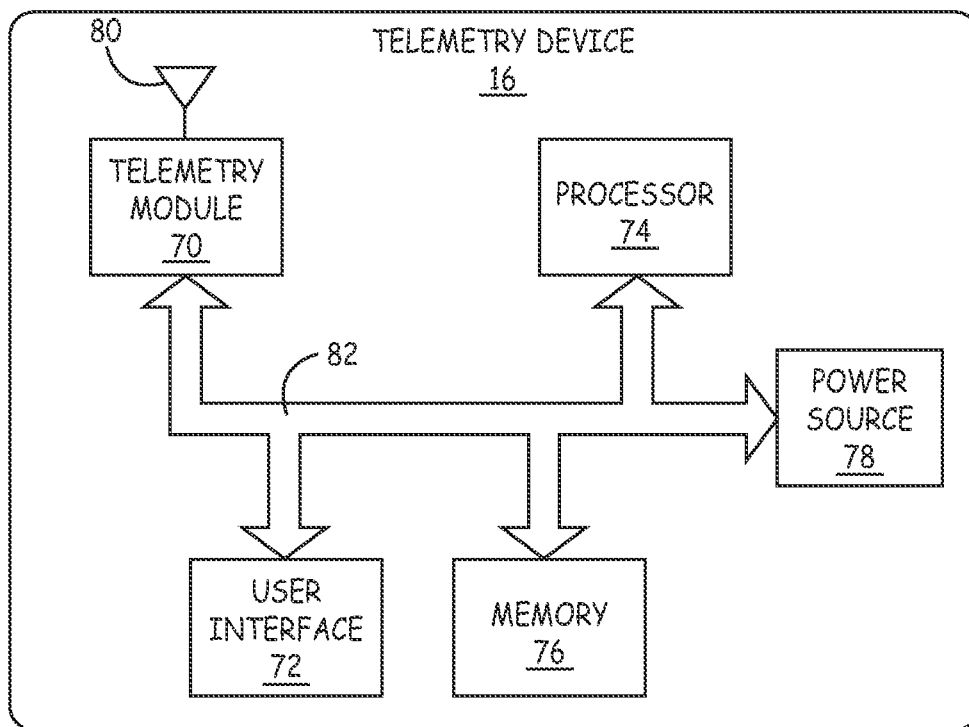 80
TELEMETRY DEVICE
16
TELEMETRY
MODULE
70
PROCESSOR
74
82
POWER
SOURCE
78
USER
INTERFACE
72
MEMORY
76